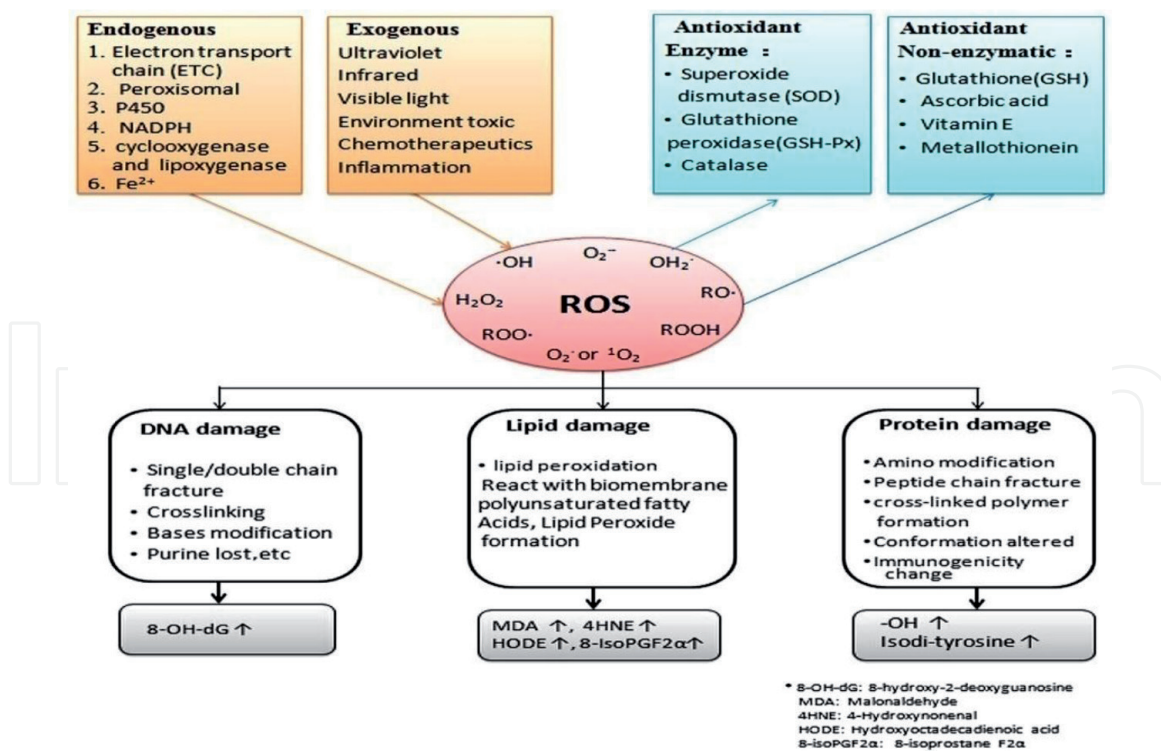 Endogenous
1. Electron transport
chain (ETC)
2. Peroxisomal
3. P450
4. NADPH
5. cyclooxygenase
and lipoxygenase
6. Fe²⁺
Exogenous
Ultraviolet
Infrared
Visible light
Environment toxic
Chemotherapeutics
Inflammation
Antioxidant
Enzyme :
• Superoxide
dismutase (SOD)
• Glutathione
peroxidase(GSH-Px)
• Catalase
Antioxidant
Non-enzymatic :
• Glutathione(GSH)
• Ascorbic acid
• Vitamin E
• Metallothionein
·OH
O₂⁻
OH₂·
H₂O₂
ROS
RO·
ROO·
ROOH
O₂· or ¹O₂
DNA damage
• Single/double chain
fracture
• Crosslinking
• Bases modification
• Purine lost,etc
Lipid damage
• lipid peroxidation
React with biomembrane
polyunsaturated fatty
Acids, Lipid Peroxide
formation
Protein damage
• Amino modification
• Peptide chain fracture
• cross-linked polymer
formation
• Conformation altered
• Immunogenicity
change
8-OH-dG ↑
MDA ↑, 4HNE ↑
HODE ↑, 8-IsoPGF2α↑
-OH ↑
Isodi-tyrosine ↑
* 8-OH-dG: 8-hydroxy-2-deoxyguanosine
MDA: Malonaldehyde
4HNE: 4-Hydroxynonenal
HODE: Hydroxyoctadecadienoic acid
8-isoPGF2α: 8-isoprostane F2α